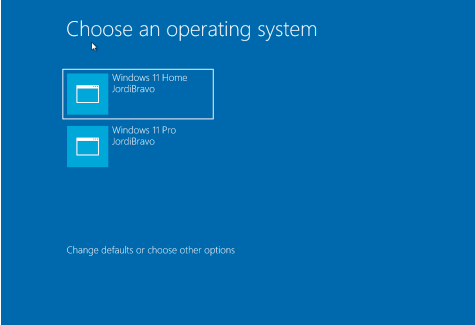 Choose an operating system
Windows 11 Home
JordiBravo
Windows 11 Pro
JordiBravo
Change defaults or choose other options